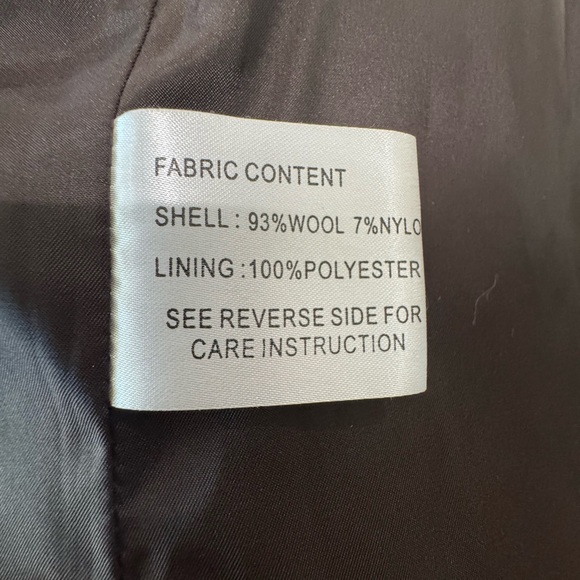 FABRIC CONTENT
SHELL : 93%WOOL 7%NYLO
LINING :100%POLYESTER
SEE REVERSE SIDE FOR
CARE INSTRUCTION